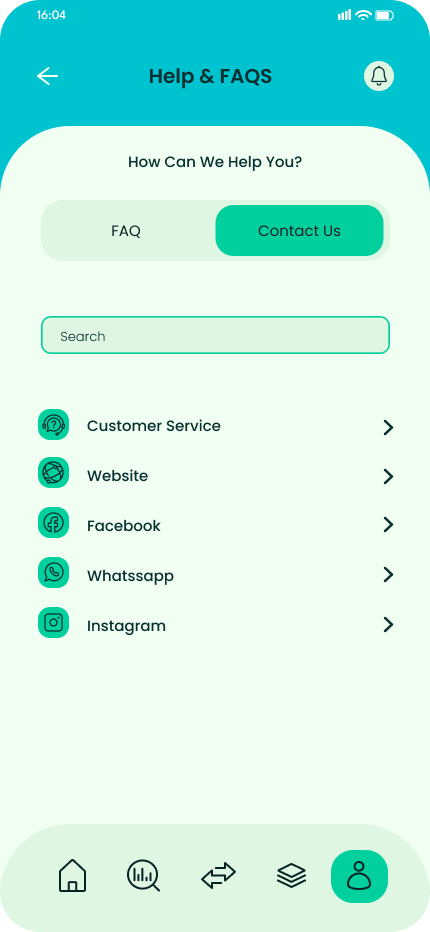 16:04
Help & FAQS
How Can We Help You?
FAQ
Contact Us
Search
Customer Service
Website
Facebook
Whatssapp
Instagram